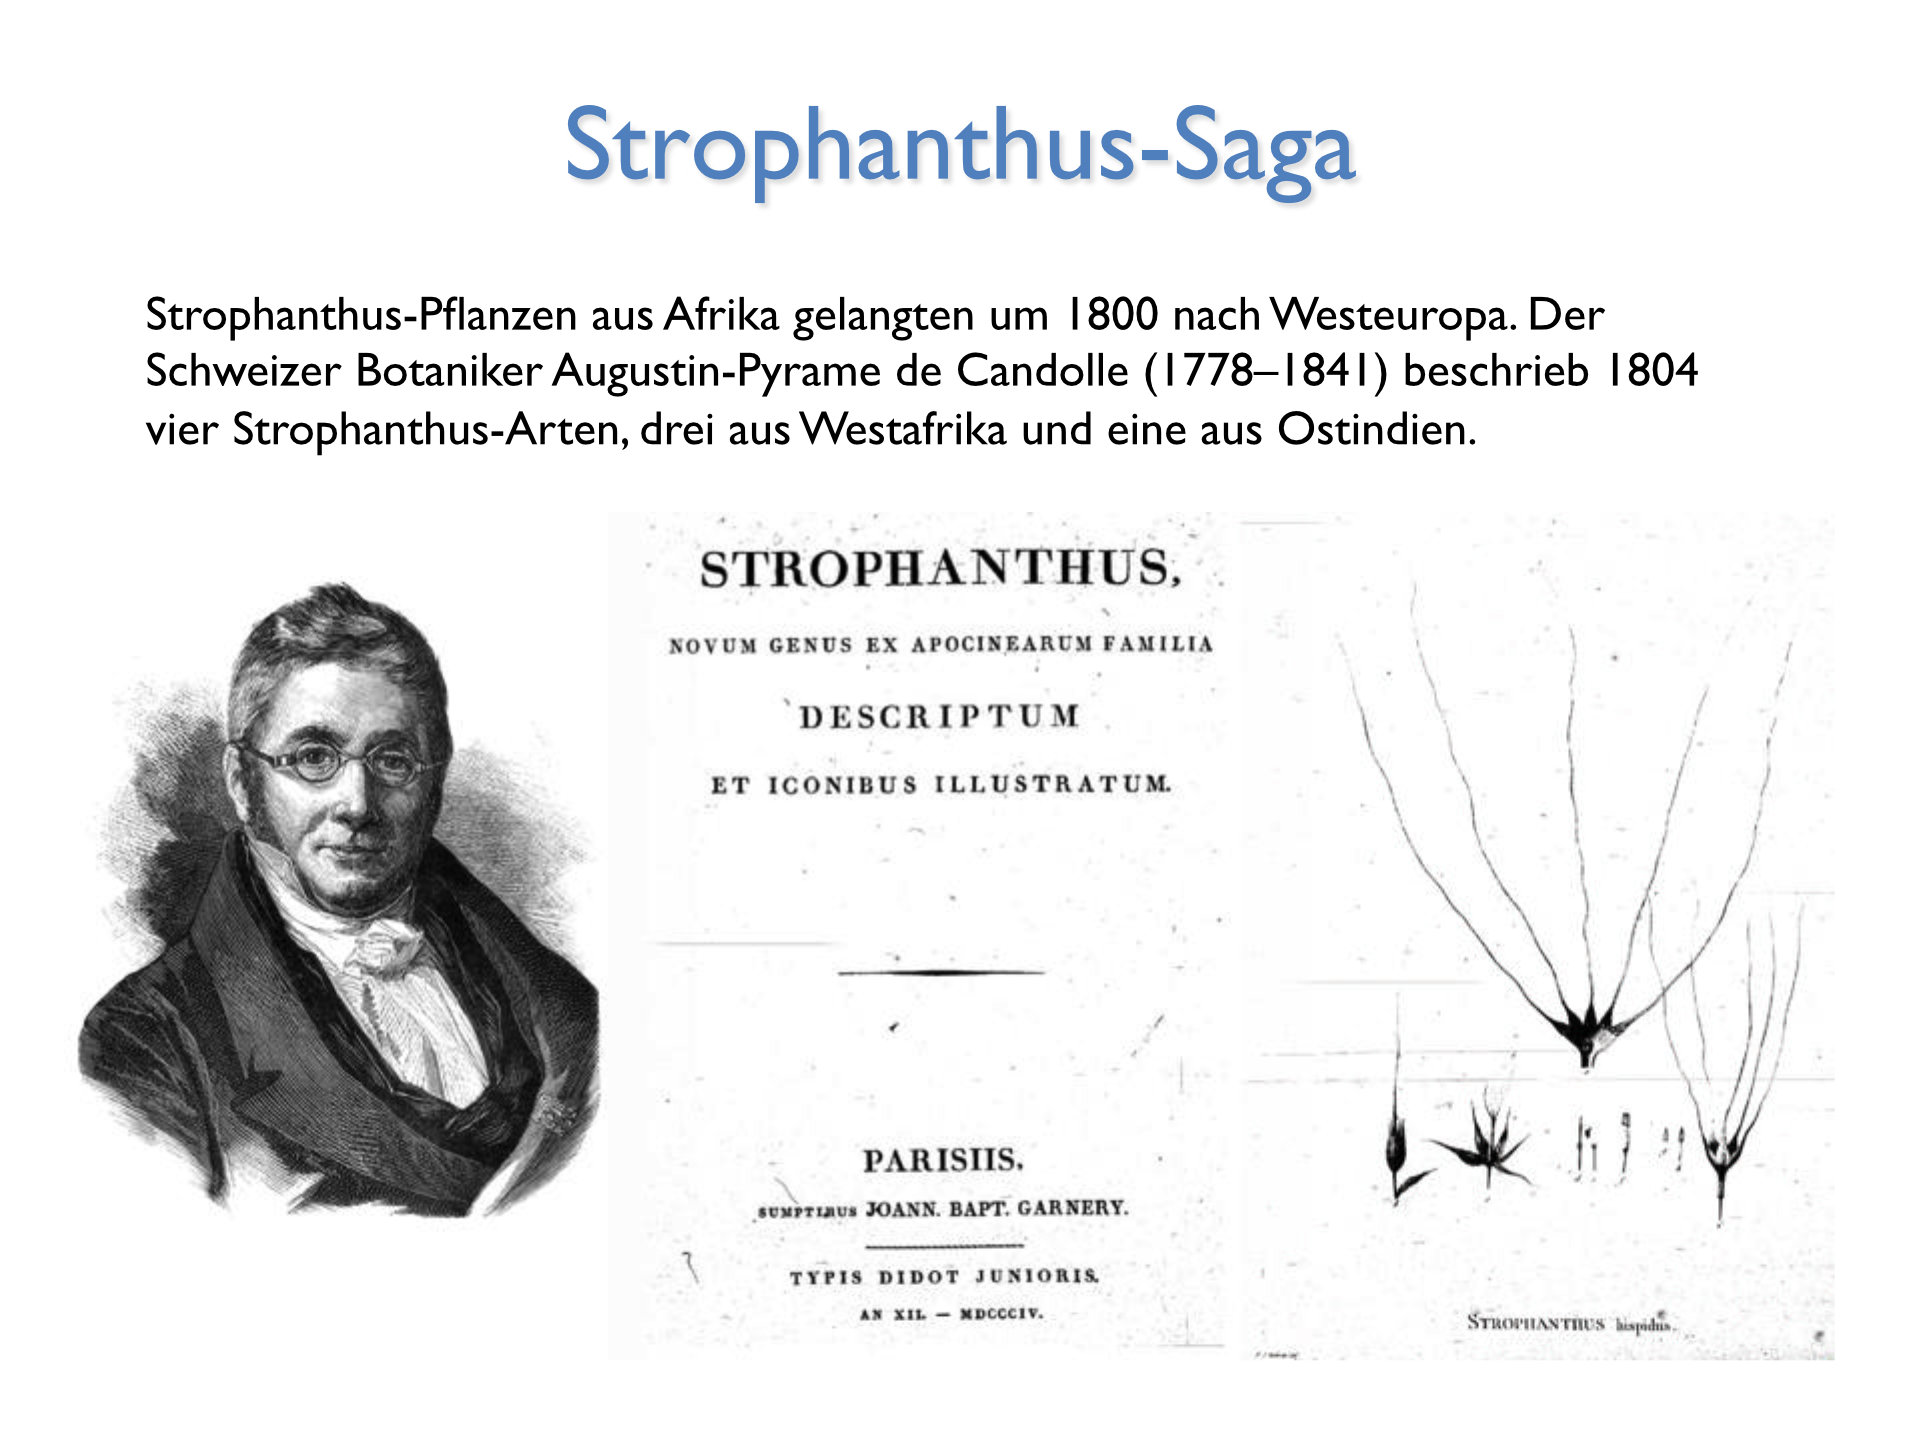 Strophanthus-Saga
Strophanthus-Pflanzen aus Afrika gelangten um 1800 nach Westeuropa. Der
Schweizer Botaniker Augustin-Pyrame de Candolle (1778–1841) beschrieb 1804
vier Strophanthus-Arten, drei aus Westafrika und eine aus Ostindien.
STROPHANTHUS,
NOVUM GENUS EX APOCINEARUM FAMILIA
DESCRIPTUM
ET ICONIBUS ILLUSTRATUM.
PARISIIS.
SUMPTIBUS JOANN. BAPT. GARNERY.
TYPIS DIDOT JUNIORIS.
AN XII. — MDCCCIV.
STROPHANTHUS hispidus.